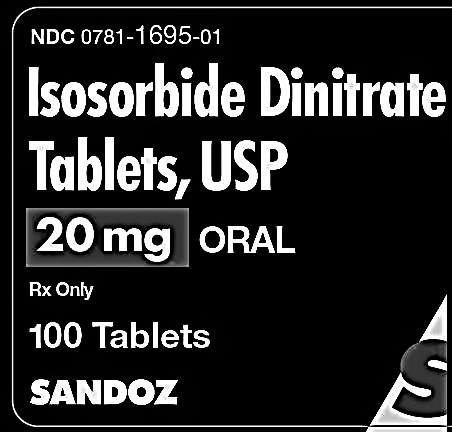 NDC 0781-1695-01
Isosorbide Dinitrate
Tablets, USP
20 mg ORAL
Rx Only
100 Tablets
SANDOZ
S